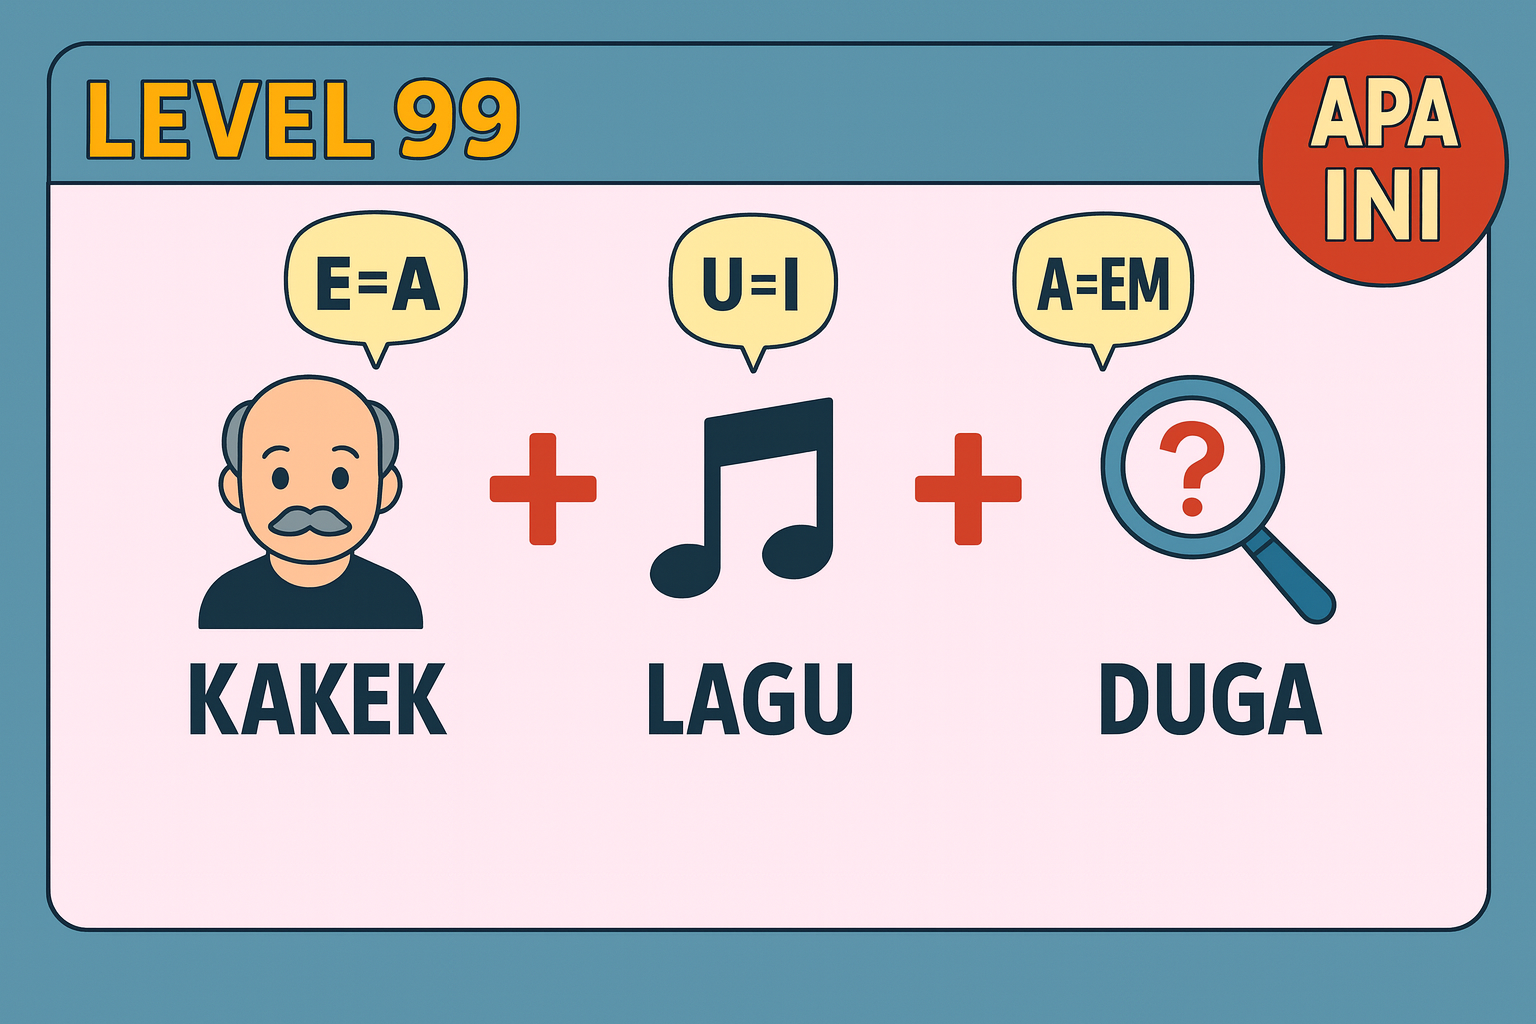 LEVEL 99
APA
INI
E=A
U=I
A=EM
?
KAKEK
LAGU
DUGA